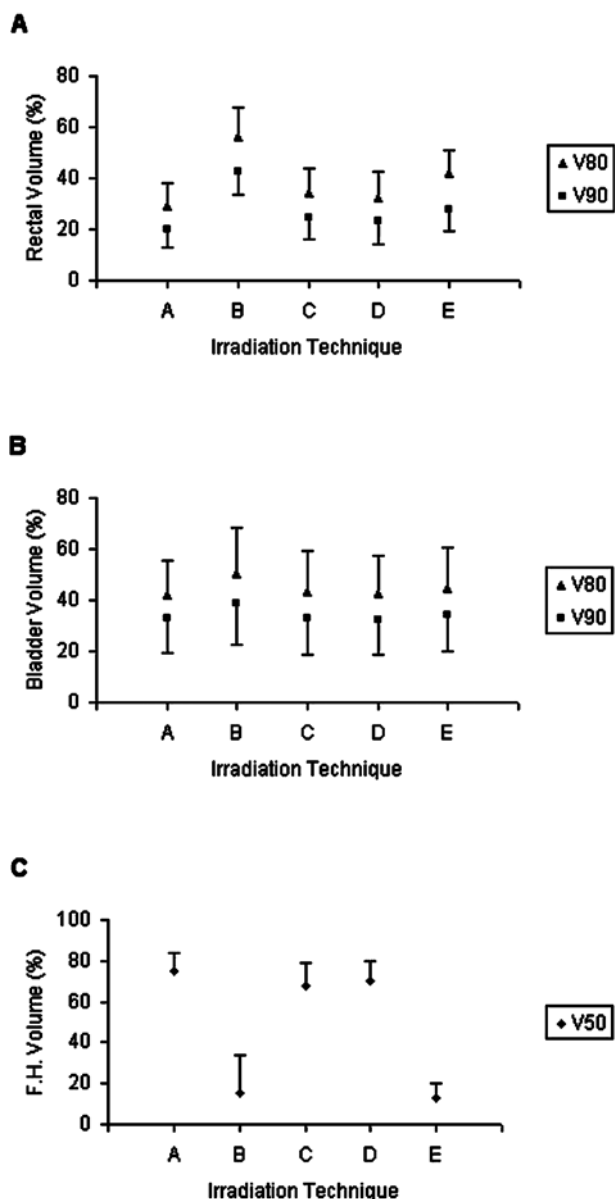 A
Rectal Volume (%)
80
60
40
20
0
A B C D E
Irradiation Technique
V80
V90
B
Bladder Volume (%)
80
60
40
20
0
A B C D E
Irradiation Technique
V80
V90
C
F.H. Volume (%)
100
80
60
40
20
0
A B C D E
Irradiation Technique
V50